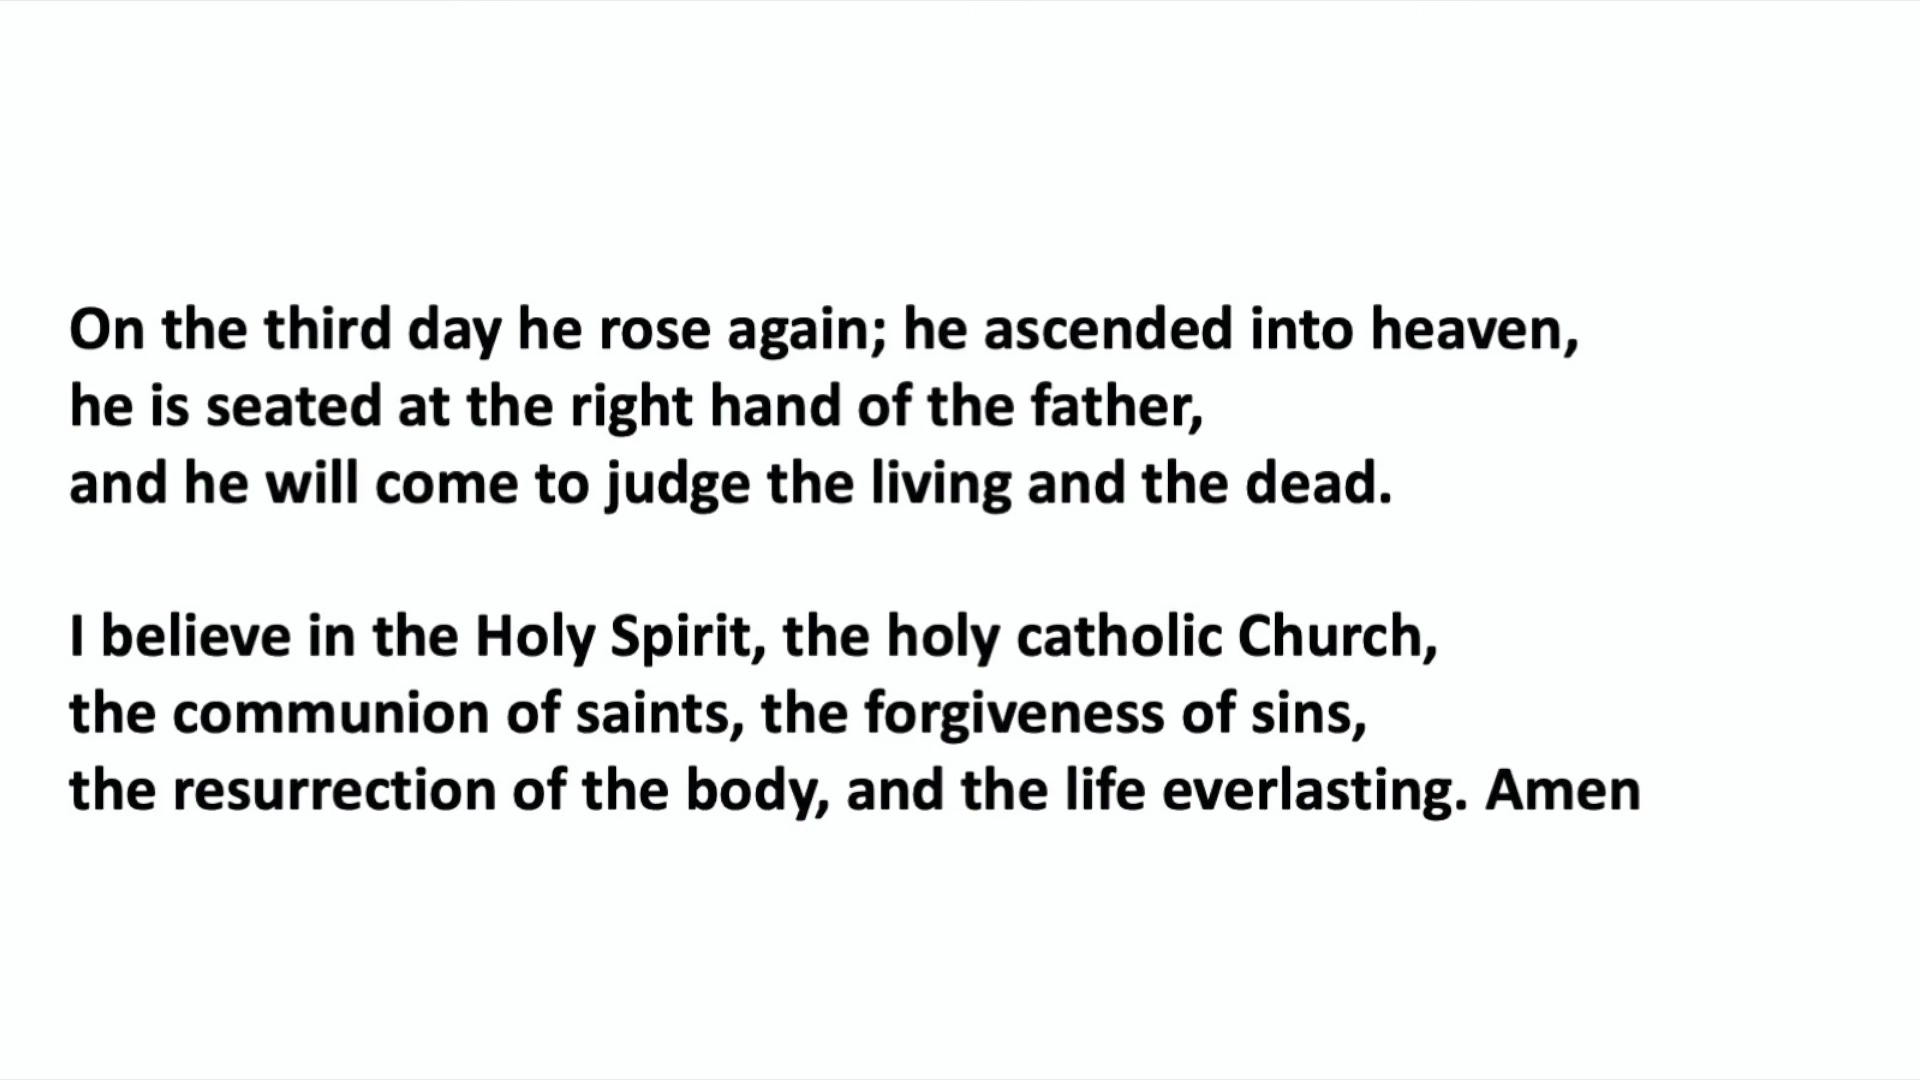 On the third day he rose again; he ascended into heaven,
he is seated at the right hand of the father,
and he will come to judge the living and the dead.
I believe in the Holy Spirit, the holy catholic Church,
the communion of saints, the forgiveness of sins,
the resurrection of the body, and the life everlasting. Amen